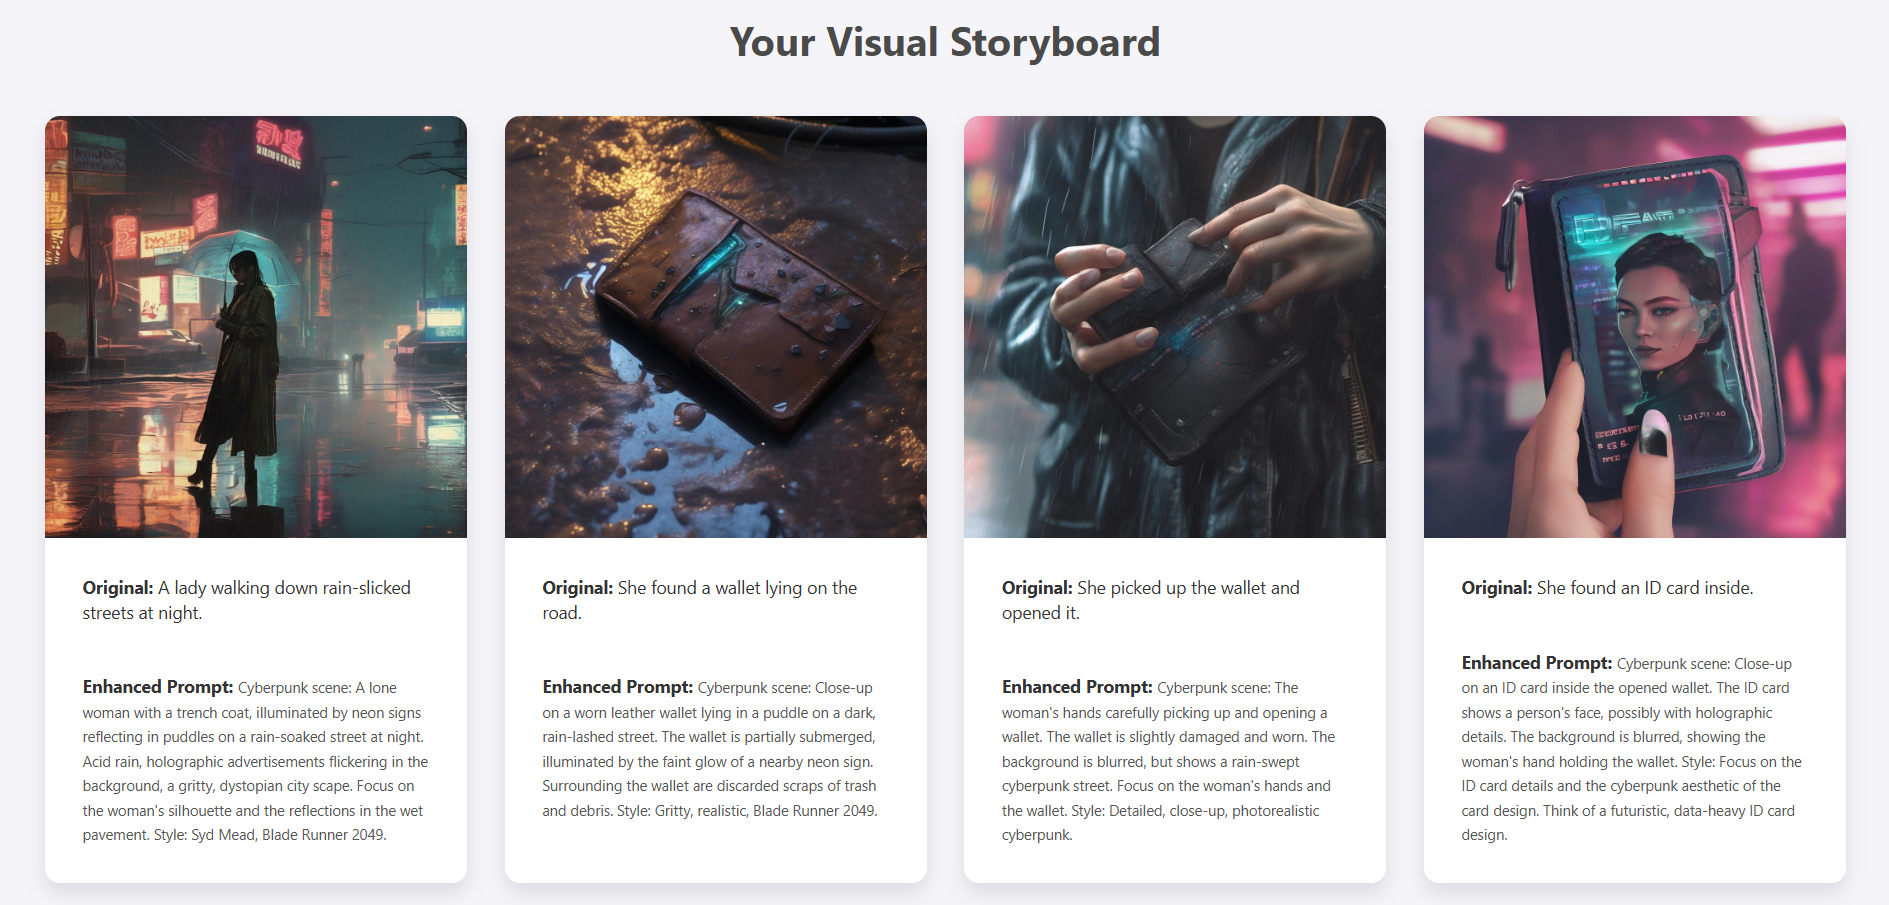 Your Visual Storyboard
Original: A lady walking down rain-slicked
streets at night.
Enhanced Prompt: Cyberpunk scene: A lone
woman with a trench coat, illuminated by neon signs
reflecting in puddles on a rain-soaked street at night.
Acid rain, holographic advertisements flickering in the
background, a gritty, dystopian city scape. Focus on
the woman's silhouette and the reflections in the wet
pavement. Style: Syd Mead, Blade Runner 2049.
Original: She found a wallet lying on the
road.
Enhanced Prompt: Cyberpunk scene: Close-up
on a worn leather wallet lying in a puddle on a dark,
rain-lashed street. The wallet is partially submerged,
illuminated by the faint glow of a nearby neon sign.
Surrounding the wallet are discarded scraps of trash
and debris. Style: Gritty, realistic, Blade Runner 2049.
Original: She picked up the wallet and
opened it.
Enhanced Prompt: Cyberpunk scene: The
woman's hands carefully picking up and opening a
wallet. The wallet is slightly damaged and worn. The
background is blurred, but shows a rain-swept
cyberpunk street. Focus on the woman's hands and
the wallet. Style: Detailed, close-up, photorealistic
cyberpunk.
Original: She found an ID card inside.
Enhanced Prompt: Cyberpunk scene: Close-up
on an ID card inside the opened wallet. The ID card
shows a person's face, possibly with holographic
details. The background is blurred, showing the
woman's hand holding the wallet. Style: Focus on the
ID card details and the cyberpunk aesthetic of the
card design. Think of a futuristic, data-heavy ID card
design.